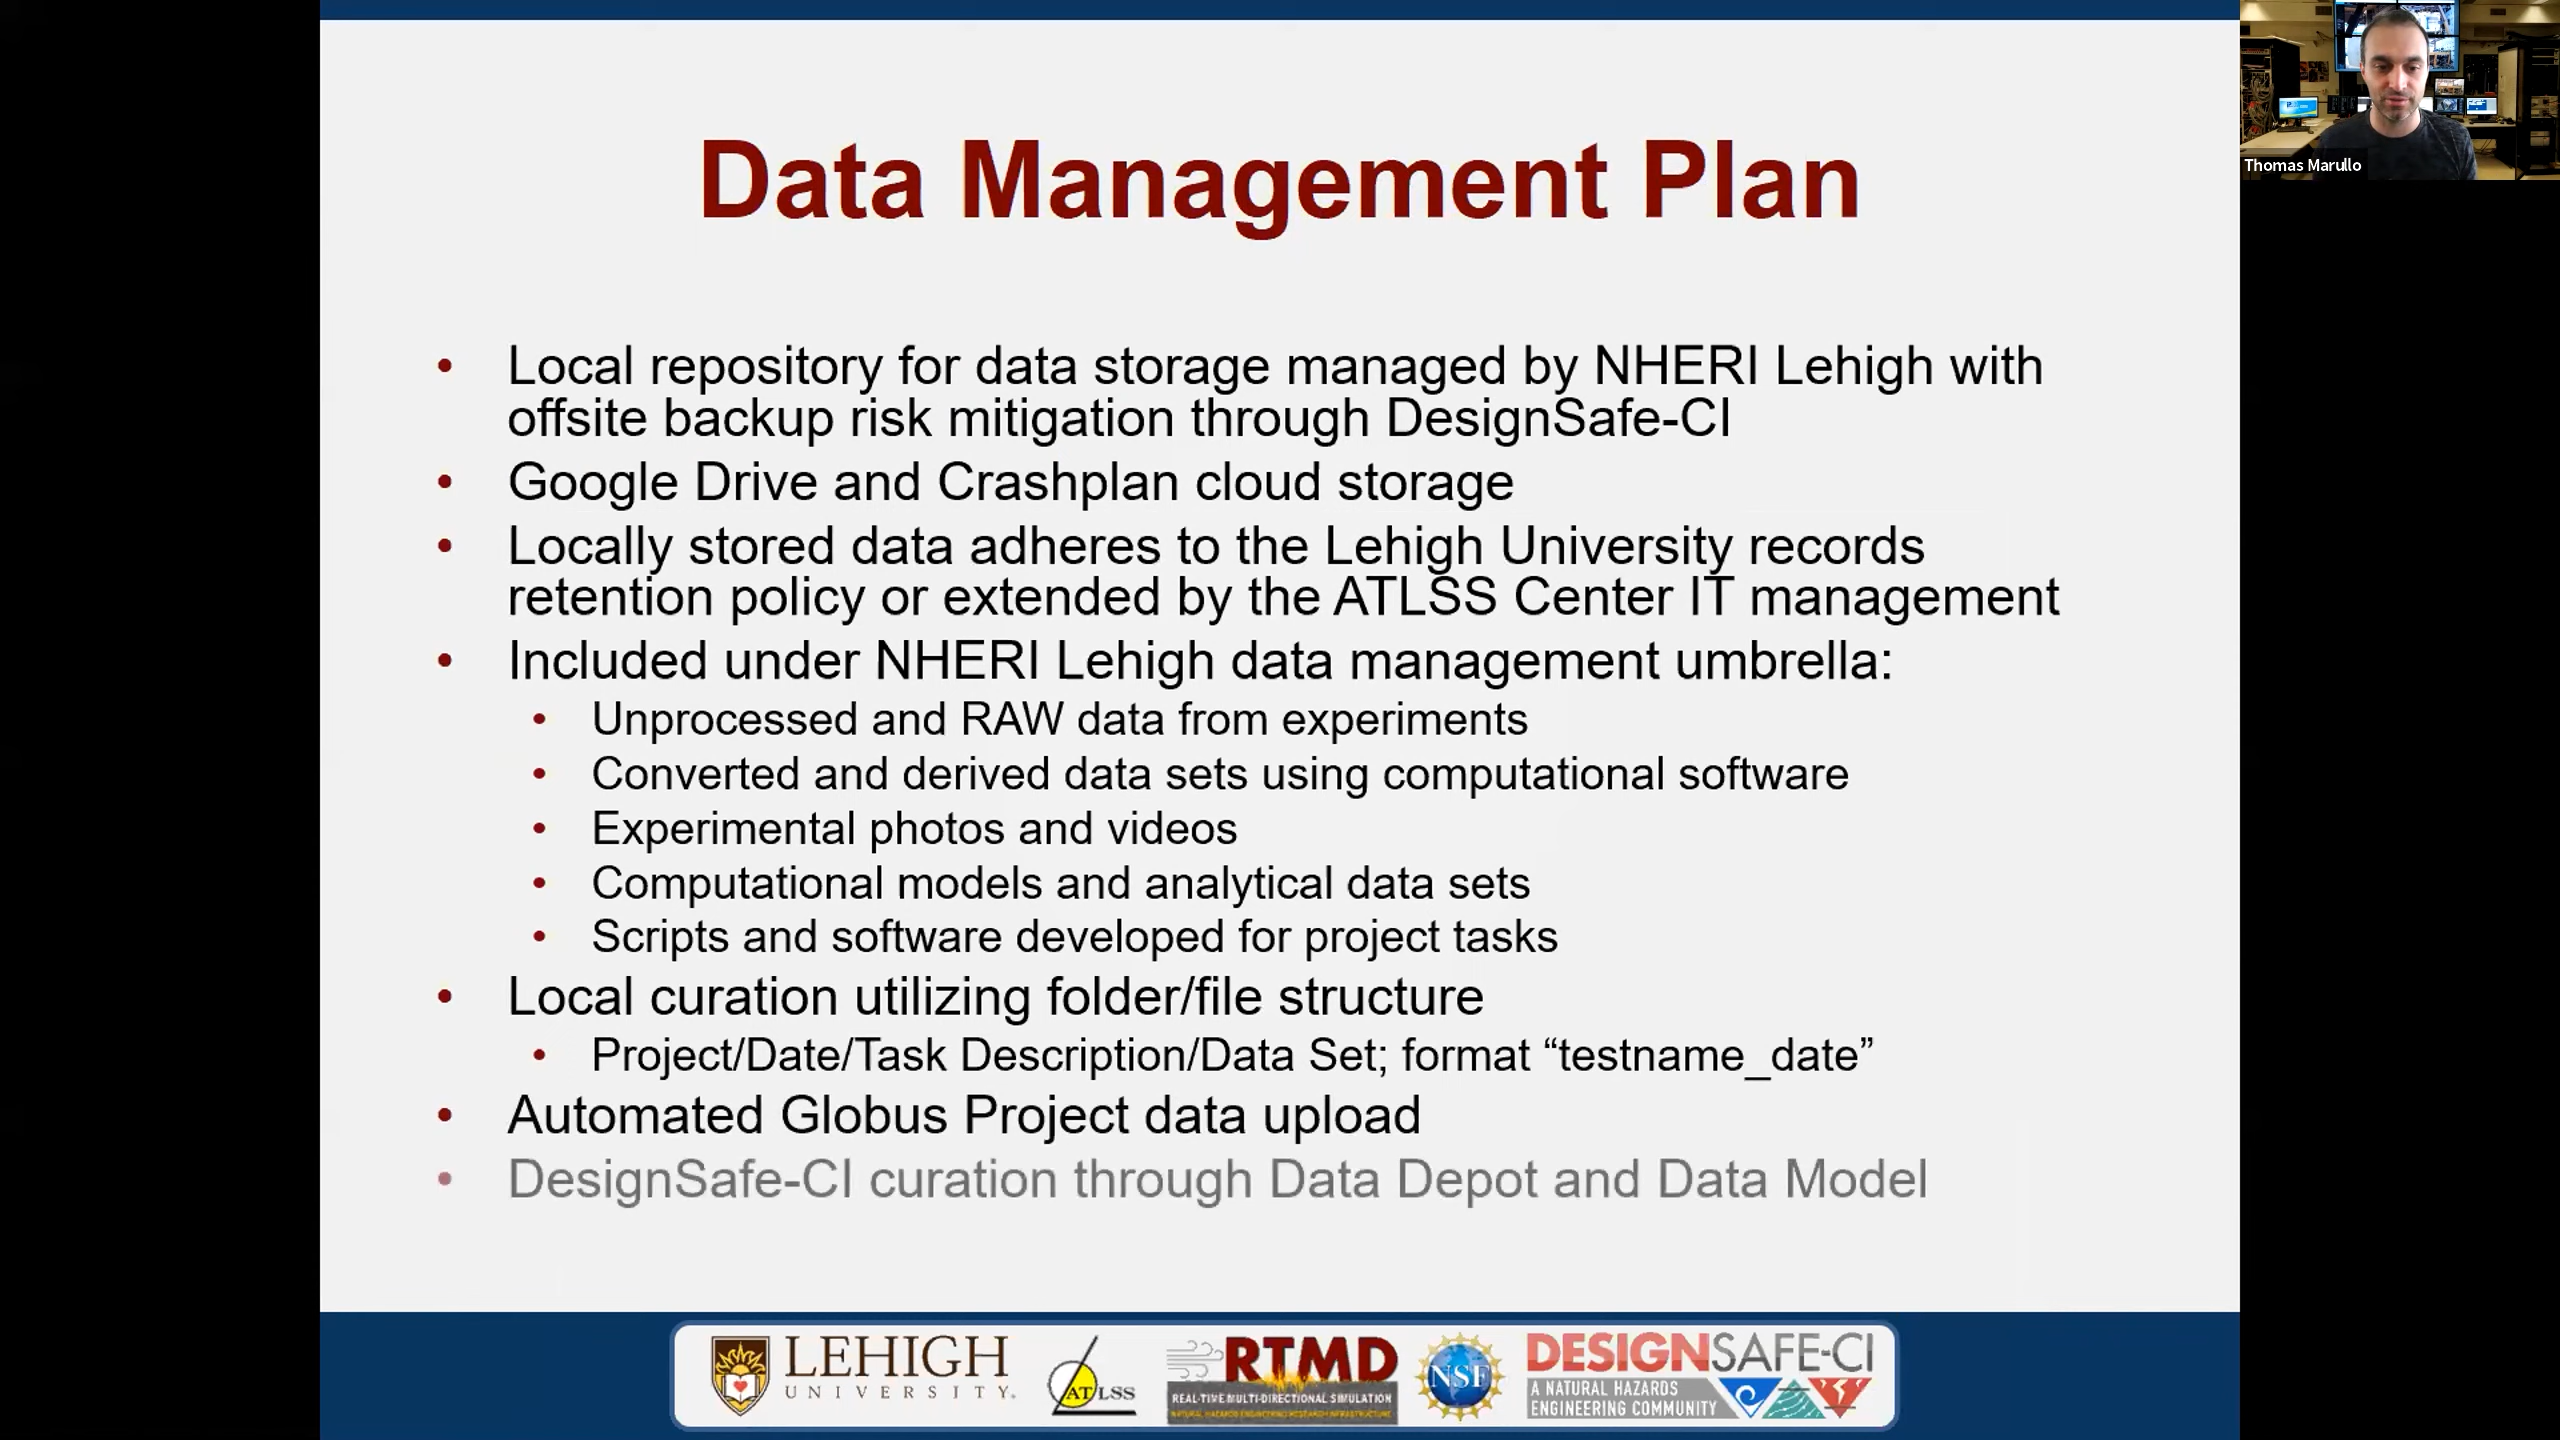 Thomas Marullo
Data Management Plan
• Local repository for data storage managed by NHERI Lehigh with
offsite backup risk mitigation through DesignSafe-CI
• Google Drive and Crashplan cloud storage
• Locally stored data adheres to the Lehigh University records
retention policy or extended by the ATLSS Center IT management
• Included under NHERI Lehigh data management umbrella:
• Unprocessed and RAW data from experiments
• Converted and derived data sets using computational software
• Experimental photos and videos
• Computational models and analytical data sets
• Scripts and software developed for project tasks
• Local curation utilizing folder/file structure
• Project/Date/Task Description/Data Set; format “testname_date”
• Automated Globus Project data upload
• DesignSafe-CI curation through Data Depot and Data Model
LEHIGH
UNIVERSITY.
ATLSS
RTMD
REAL-TIME MULTI-DIRECTIONAL SIMULATION
NATURAL HAZARDS ENGINEERING RESEARCH INFRASTRUCTURE
NSF
DESIGNSAFE-CI
A NATURAL HAZARDS
ENGINEERING COMMUNITY